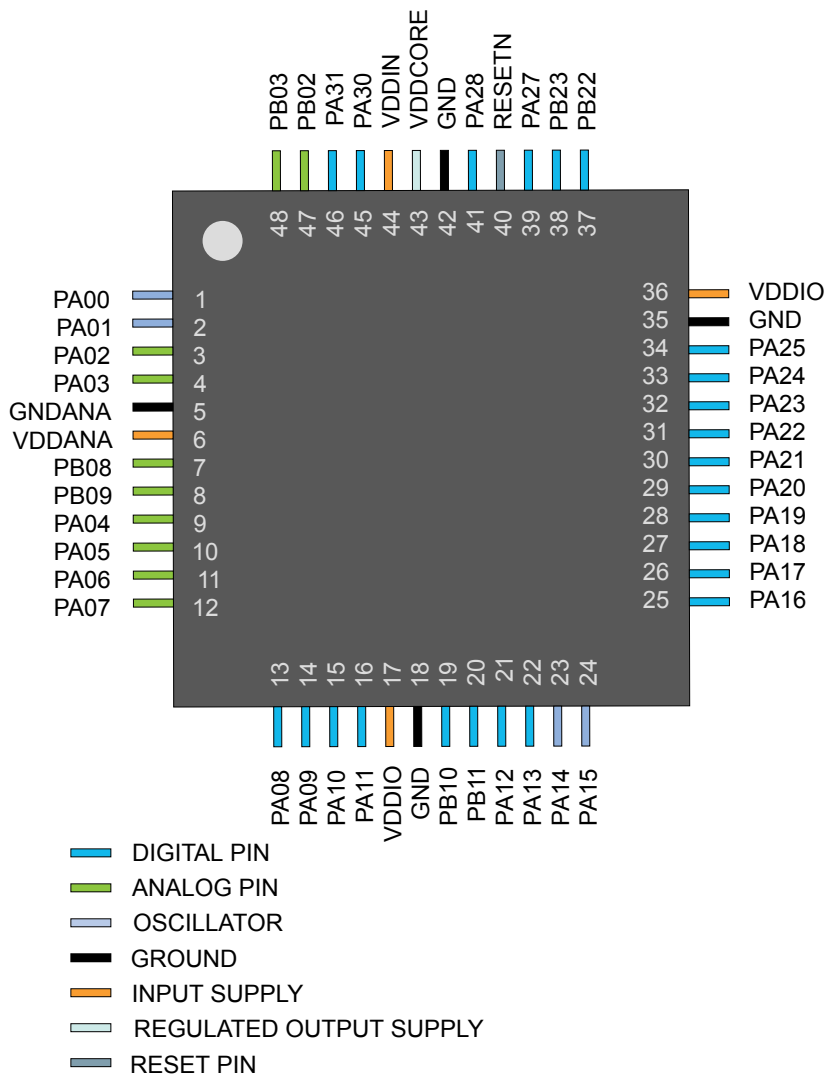 PB03
PB02
PA31
PA30
VDDIN
VDDCORE
GND
PA28
RESETN
PA27
PB23
PB22
48
47
46
45
44
43
42
41
40
39
38
37
PA00 1
PA01 2
PA02 3
PA03 4
GNDANA 5
VDDANA 6
PB08 7
PB09 8
PA04 9
PA05 10
PA06 11
PA07 12
36 VDDIO
35 GND
34 PA25
33 PA24
32 PA23
31 PA22
30 PA21
29 PA20
28 PA19
27 PA18
26 PA17
25 PA16
13
14
15
16
17
18
19
20
21
22
23
24
PA08
PA09
PA10
PA11
VDDIO
GND
PB10
PB11
PA12
PA13
PA14
PA15
DIGITAL PIN
ANALOG PIN
OSCILLATOR
GROUND
INPUT SUPPLY
REGULATED OUTPUT SUPPLY
RESET PIN